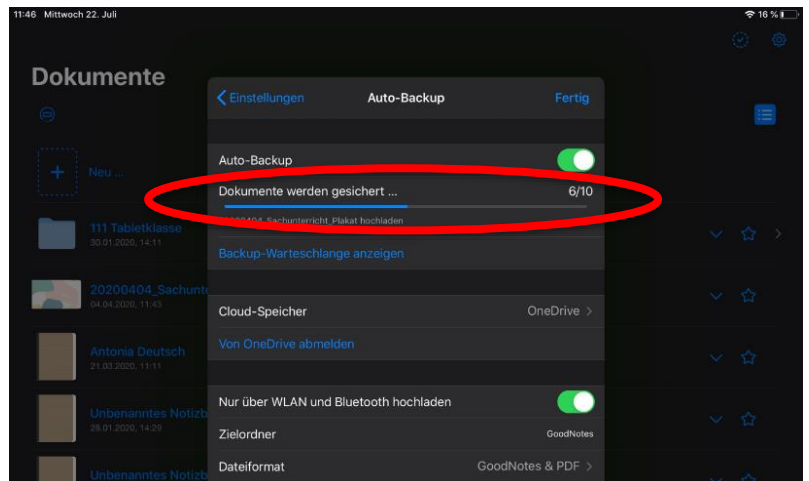 11:46 Mittwoch 22. Juli
16 %
Dokumente
Einstellungen Auto-Backup Fertig
Neu ...
Auto-Backup
Dokumente werden gesichert ... 6/10
20200404_Sachunterricht_Plakat hochladen
Backup-Warteschlange anzeigen
111 Tabletklasse
30.01.2020, 14:11
20200404_Sachunte
04.04.2020, 11:43
Cloud-Speicher OneDrive
Von OneDrive abmelden
Antonia Deutsch
21.03.2020, 11:11
Nur über WLAN und Bluetooth hochladen
Unbenanntes Notizb
28.01.2020, 14:29
Zielordner GoodNotes
Dateiformat GoodNotes & PDF
Unbenanntes Notizb